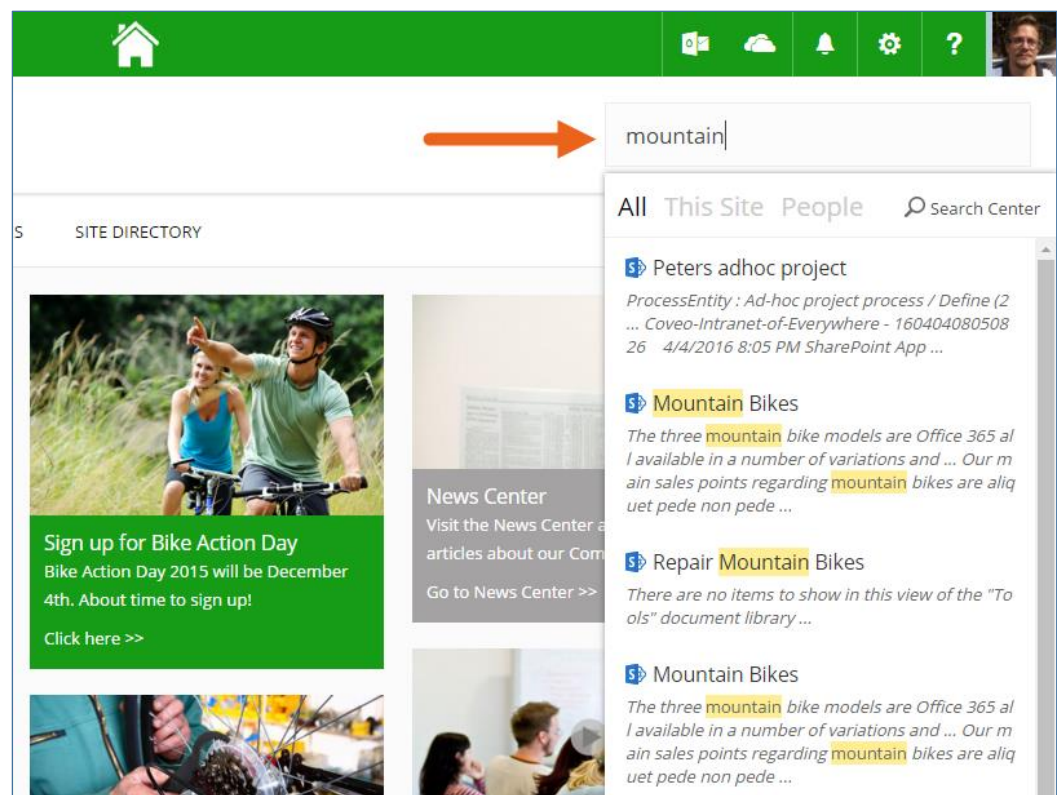 ?
mountain
All This Site People Search Center
S SITE DIRECTORY
Peters adhoc project
ProcessEntity : Ad-hoc project process / Define (2
... Coveo-Intranet-of-Everywhere - 160404080508
26 4/4/2016 8:05 PM SharePoint App ...
Mountain Bikes
The three mountain bike models are Office 365 al
l available in a number of variations and ... Our m
ain sales points regarding mountain bikes are aliq
uet pede non pede ...
Repair Mountain Bikes
There are no items to show in this view of the "To
ols" document library ...
Mountain Bikes
The three mountain bike models are Office 365 al
l available in a number of variations and ... Our m
ain sales points regarding mountain bikes are aliq
uet pede non pede ...
Sign up for Bike Action Day
Bike Action Day 2015 will be December
4th. About time to sign up!
Click here >>
News Center
Visit the News Center a
articles about our Com
Go to News Center >>